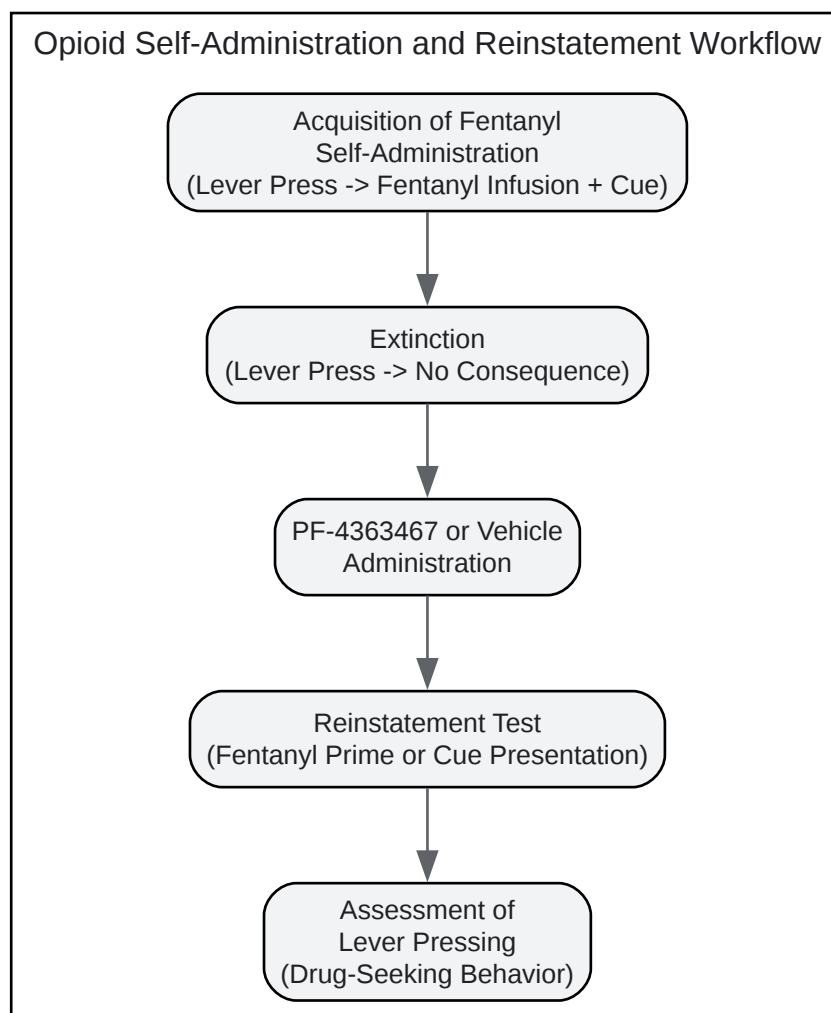 Opioid Self-Administration and Reinstatement Workflow
Acquisition of Fentanyl
Self-Administration
(Lever Press -> Fentanyl Infusion + Cue)
Extinction
(Lever Press -> No Consequence)
PF-4363467 or Vehicle
Administration
Reinstatement Test
(Fentanyl Prime or Cue Presentation)
Assessment of
Lever Pressing
(Drug-Seeking Behavior)